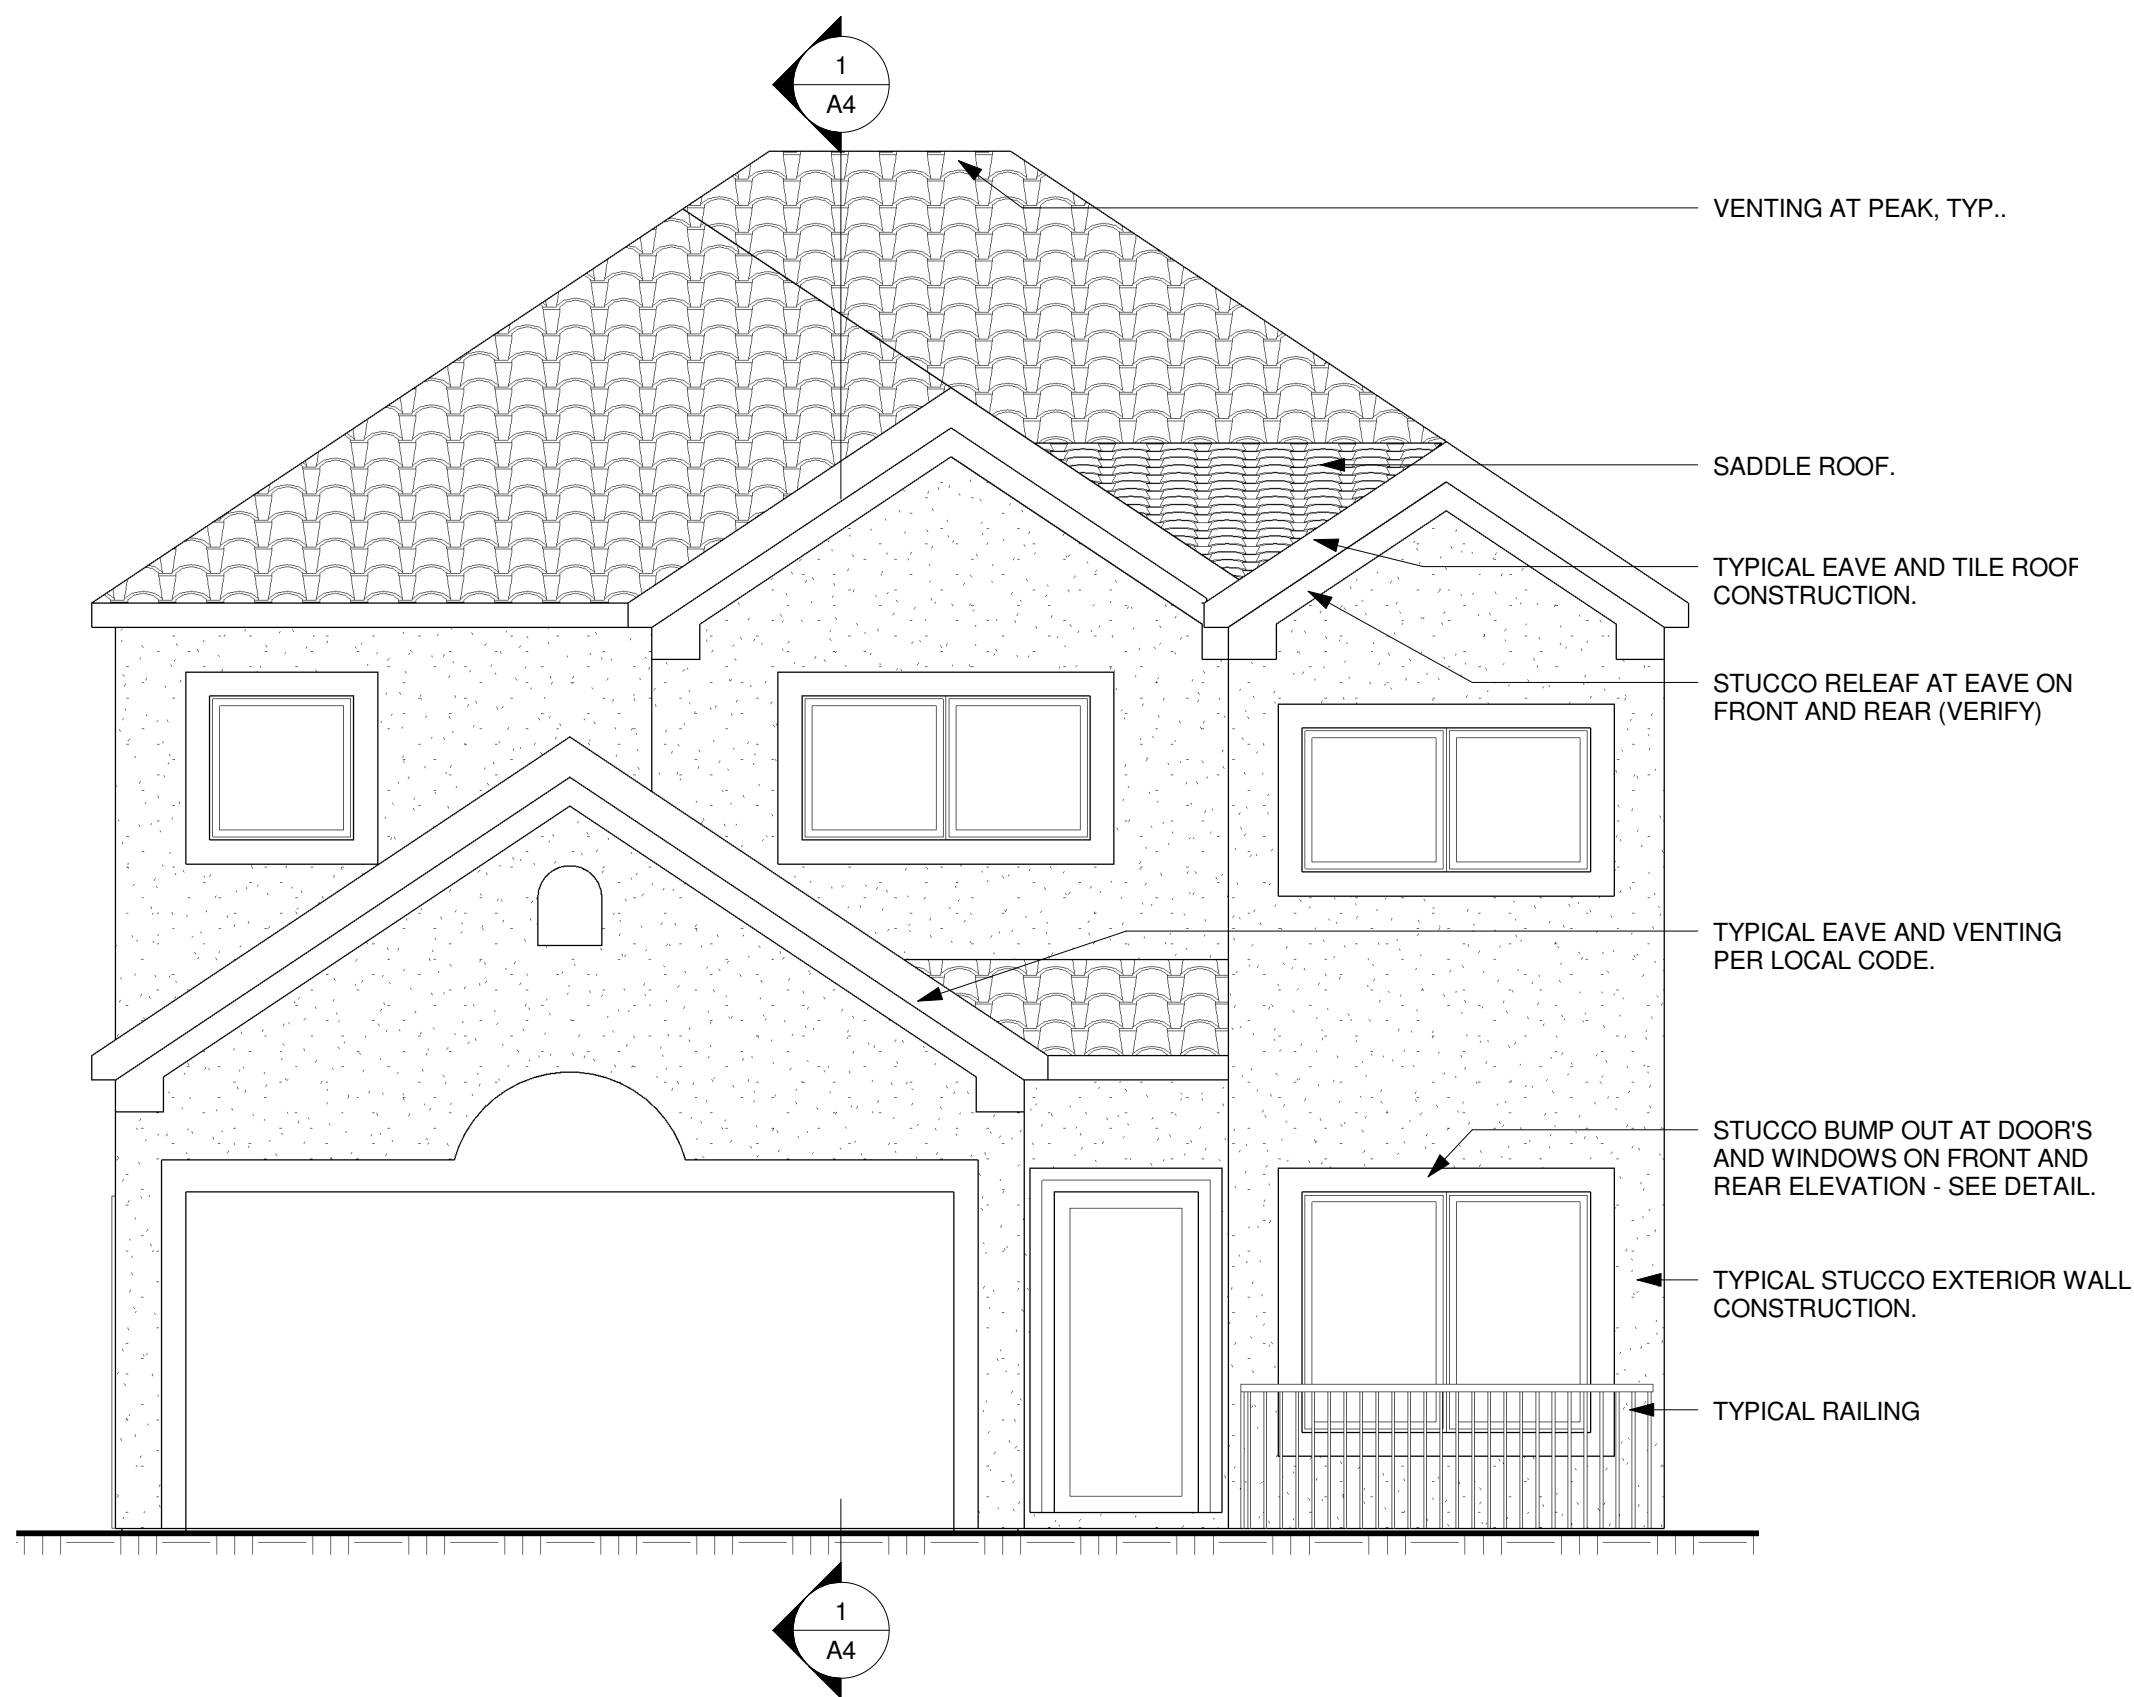 1
A4
VENTING AT PEAK, TYP..
SADDLE ROOF.
TYPICAL EAVE AND TILE ROOF
CONSTRUCTION.
STUCCO RELEAF AT EAVE ON
FRONT AND REAR (VERIFY)
TYPICAL EAVE AND VENTING
PER LOCAL CODE.
STUCCO BUMP OUT AT DOOR'S
AND WINDOWS ON FRONT AND
REAR ELEVATION - SEE DETAIL.
TYPICAL STUCCO EXTERIOR WALL
CONSTRUCTION.
TYPICAL RAILING
1
A4